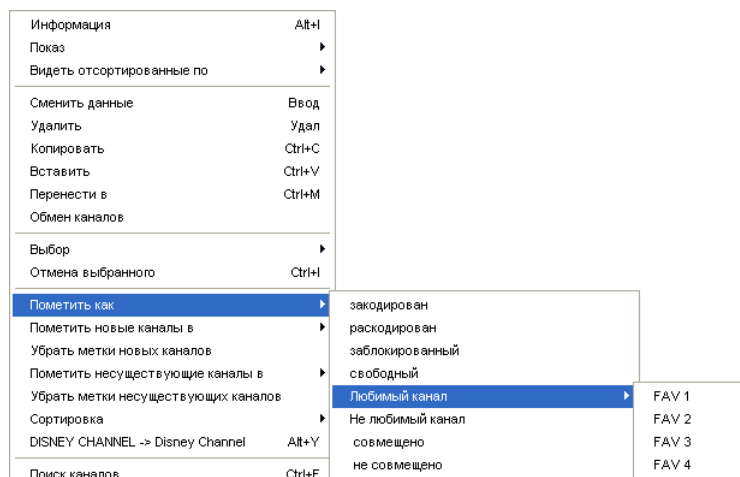 Информация Alt+I
Показ
Видеть отсортированные по
Сменить данные Ввод
Удалить Удал
Копировать Ctrl+C
Вставить Ctrl+V
Перенести в Ctrl+M
Обмен каналов
Выбор
Отмена выбранного Ctrl+I
Пометить как
Пометить новые каналы в
Убрать метки новых каналов
Пометить несуществующие каналы в
Убрать метки несуществующих каналов
Сортировка
DISNEY CHANNEL -> Disney Channel Alt+Y
Поиск каналов Ctrl+F
закодирован
раскодирован
заблокированный
свободный
Любимый канал
Не любимый канал
совмещено
не совмещено
FAV 1
FAV 2
FAV 3
FAV 4